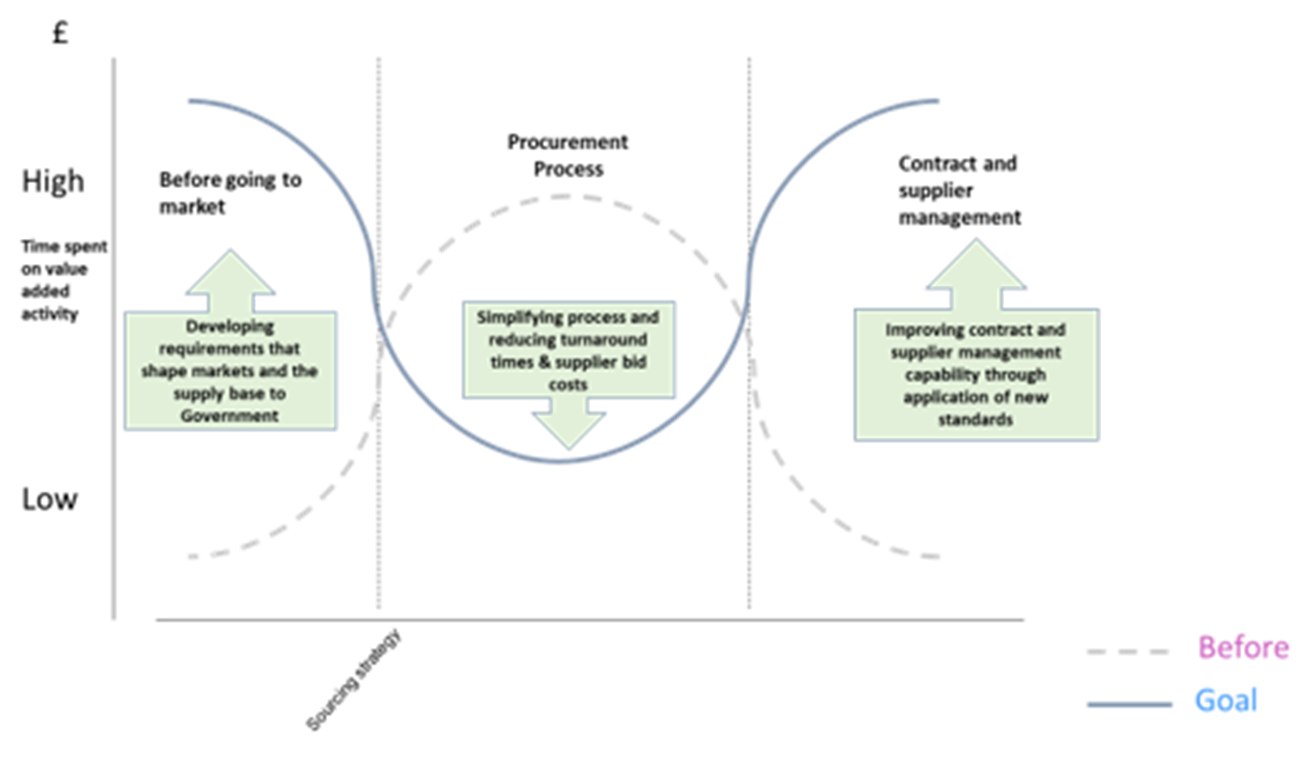 £
High
Time spent
on value
added
activity
Low
Before going to
market
Developing
requirements that
shape markets and the
supply base to
Government
Procurement
Process
Simplifying process and
reducing turnaround
times & supplier bid
costs
Contract and
supplier
management
Improving contract and
supplier management
capability through
application of new
standards
Sourcing strategy
Before
Goal